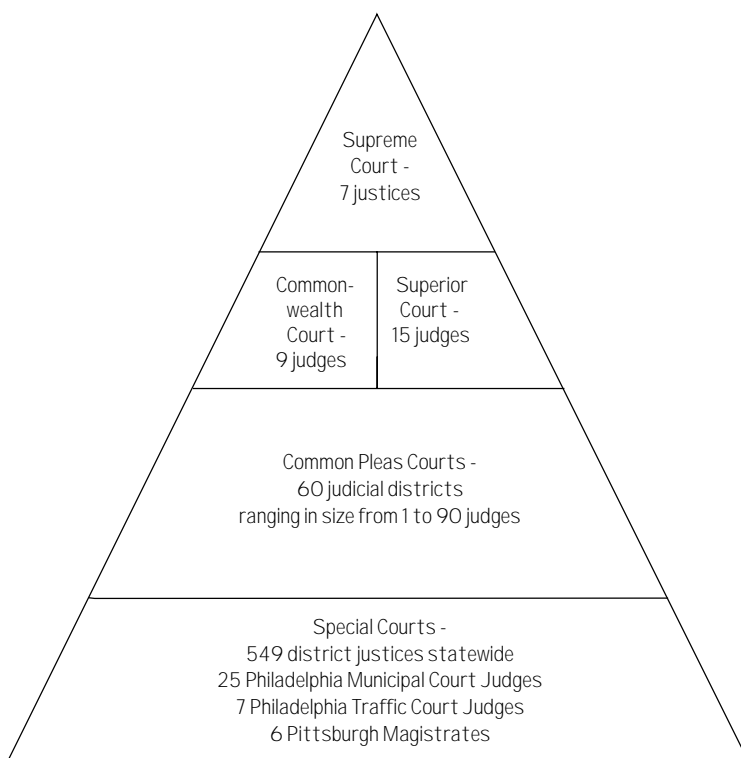 Supreme
Court -
7 justices
Common-
wealth
Court -
9 judges
Superior
Court -
15 judges
Common Pleas Courts -
60 judicial districts
ranging in size from 1 to 90 judges
Special Courts -
549 district justices statewide
25 Philadelphia Municipal Court Judges
7 Philadelphia Traffic Court Judges
6 Pittsburgh Magistrates